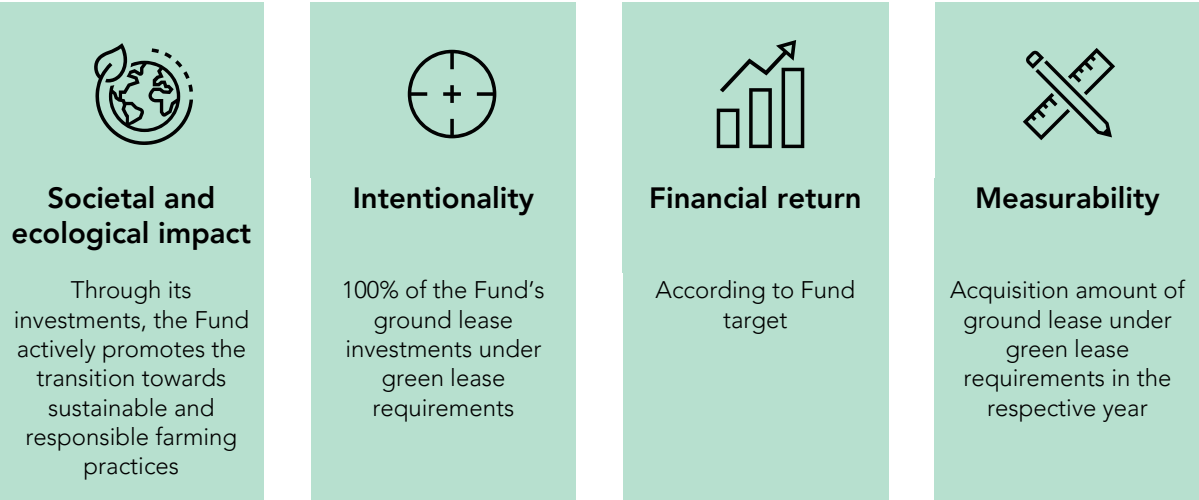 Societal and
ecological impact
Through its
investments, the Fund
actively promotes the
transition towards
sustainable and
responsible farming
practices
Intentionality
100% of the Fund’s
ground lease
investments under
green lease
requirements
Financial return
According to Fund
target
Measurability
Acquisition amount of
ground lease under
green lease
requirements in the
respective year